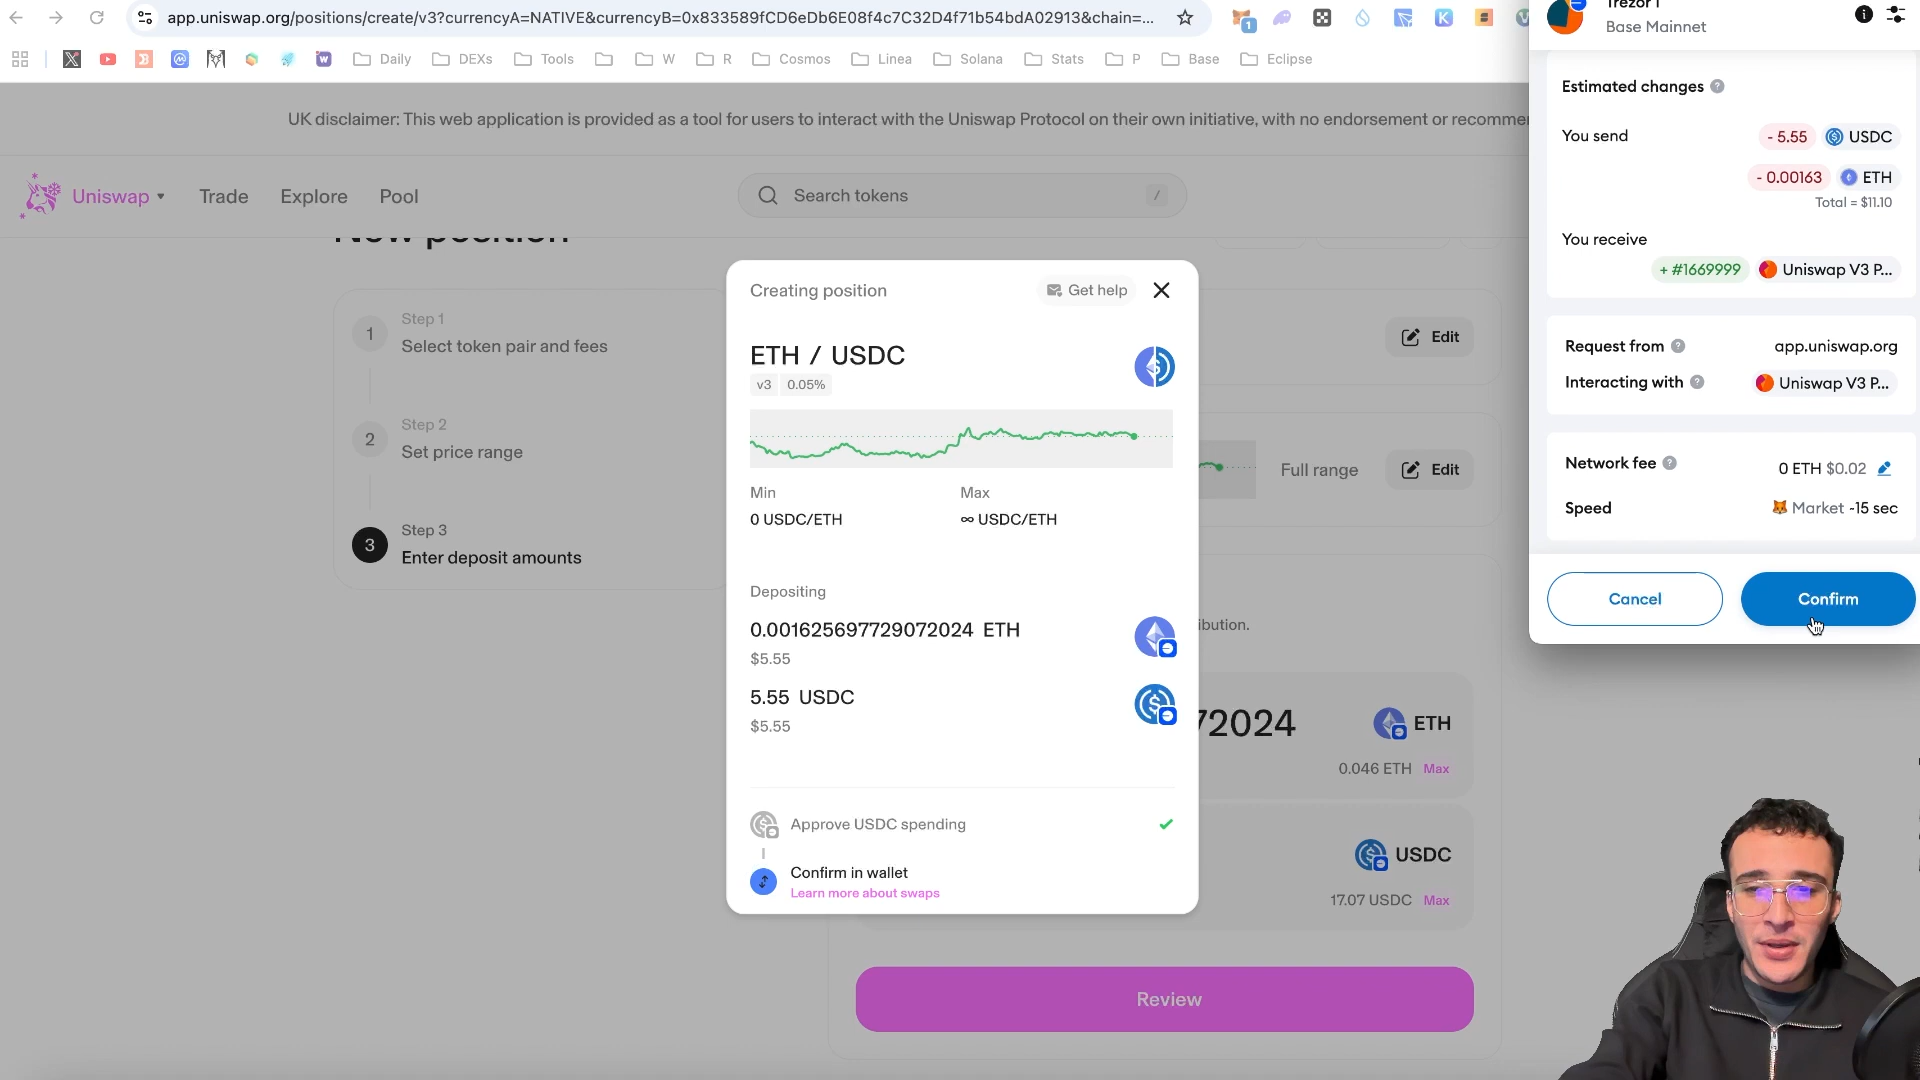 app.uniswap.org/positions/create/v3?currencyA=NATIVE&currencyB=0x833589fCD6eDb6E08f4c7C32D4f71b54bdA02913&chain=...
1
Daily
DEXs
Tools
W
R
Cosmos
Linea
Solana
Stats
P
Base
Eclipse
UK disclaimer: This web application is provided as a tool for users to interact with the Uniswap Protocol on their own initiative, with no endorsement or
Uniswap
Trade
Explore
Pool
Search tokens
/
New position
1
Step 1
Select token pair and fees
2
Step 2
Set price range
3
Step 3
Enter deposit amounts
Edit
Full range
Edit
72024
ETH
0.046 ETH Max
USDC
17.07 USDC Max
Review
Creating position
Get help
ETH / USDC
v3 0.05%
Min
0 USDC/ETH
Max
∞ USDC/ETH
Depositing
0.001625697729072024 ETH
$5.55
5.55 USDC
$5.55
Approve USDC spending
Confirm in wallet
Learn more about swaps
Trezor 1
Base Mainnet
Estimated changes ?
You send
- 5.55 USDC
- 0.00163 ETH
Total = $11.10
You receive
+ #1669999 Uniswap V3 P...
Request from ?
app.uniswap.org
Interacting with ?
Uniswap V3 P...
Network fee ?
0 ETH $0.02
Speed
Market ~15 sec
Cancel
Confirm